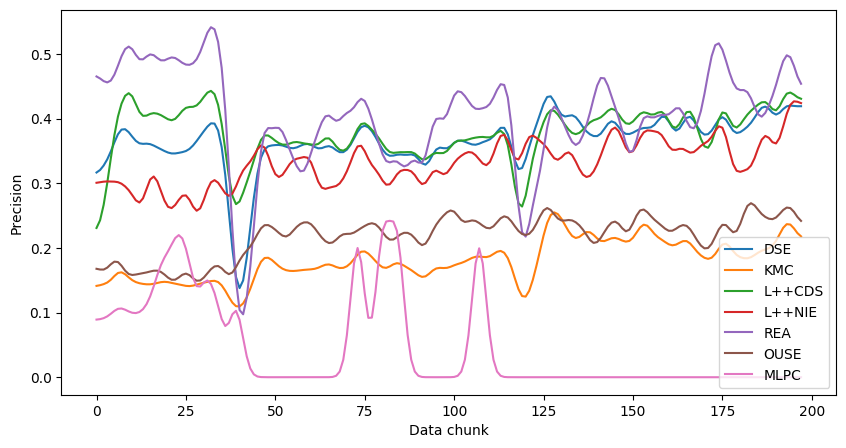 0.5
0.4
0.3
0.2
0.1
0.0
Precision
0
25
50
75
100
125
150
175
200
Data chunk
DSE
KMC
L++CDS
L++NIE
REA
OUSE
MLPC